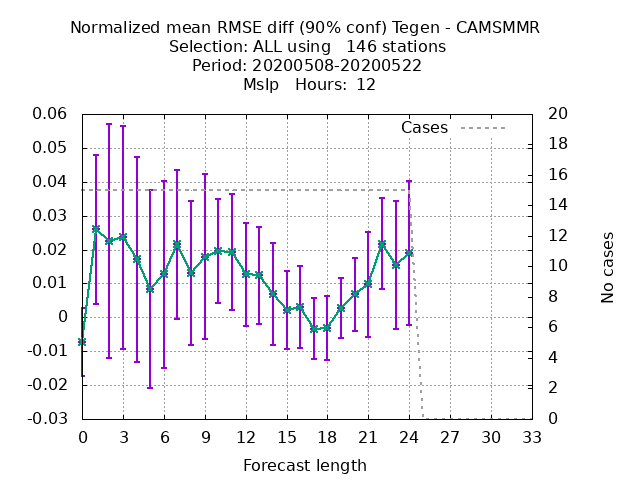 Normalized mean RMSE diff (90% conf) Tegen - CAMSMMR
Selection: ALL using   146 stations
Period: 20200508-20200522
Mslp   Hours:  12
Cases
0.06
0.05
0.04
0.03
0.02
0.01
0
-0.01
-0.02
-0.03
20
18
16
14
12
10
8
6
4
2
0
No cases
0 3 6 9 12 15 18 21 24 27 30 33
Forecast length